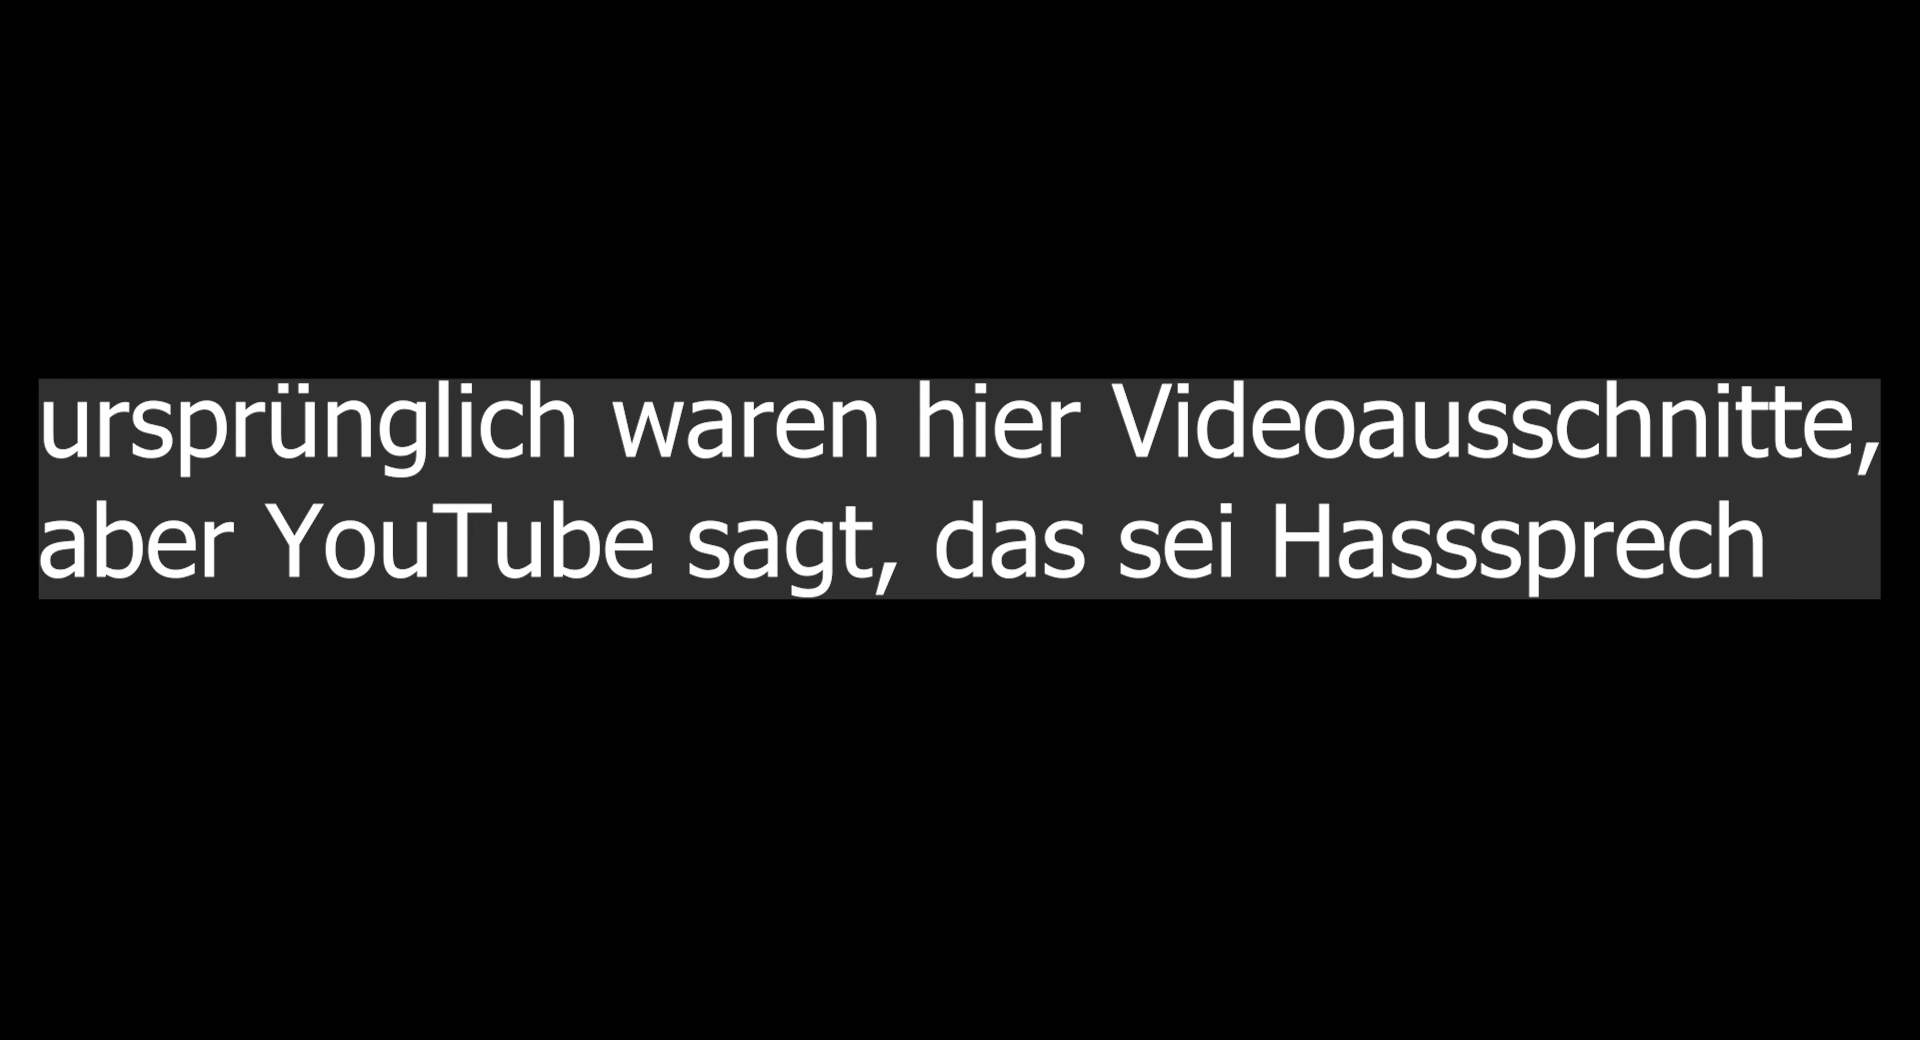 ursprünglich waren hier Videoausschnitte,
aber YouTube sagt, das sei Hasssprech